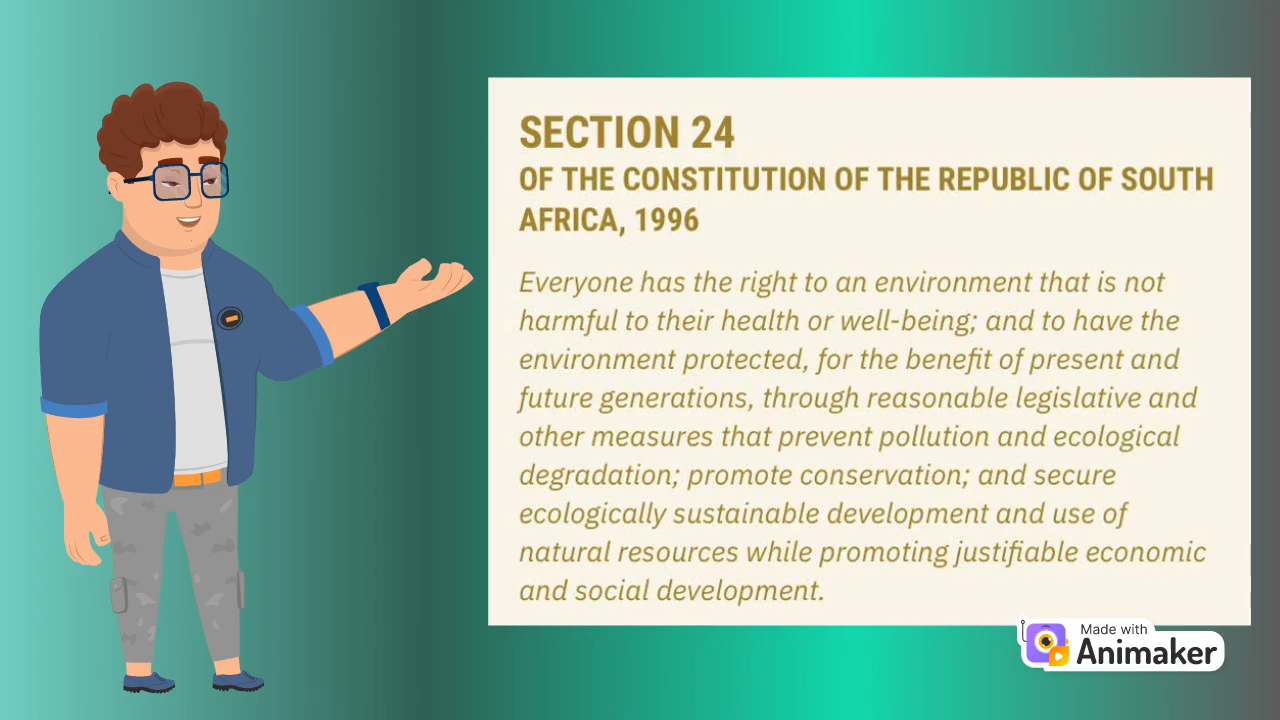 SECTION 24
OF THE CONSTITUTION OF THE REPUBLIC OF SOUTH
AFRICA, 1996
Everyone has the right to an environment that is not
harmful to their health or well-being; and to have the
environment protected, for the benefit of present and
future generations, through reasonable legislative and
other measures that prevent pollution and ecological
degradation; promote conservation; and secure
ecologically sustainable development and use of
natural resources while promoting justifiable economic
and social development.
Made with
Animaker